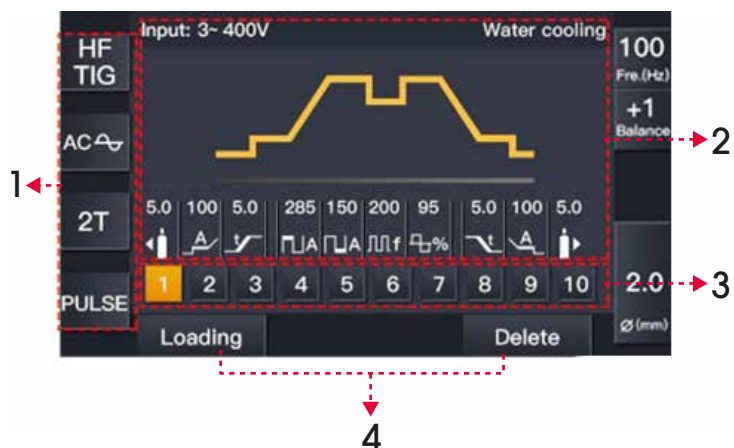 Input: 3~ 400V
Water cooling
HF
TIG
AC
2T
PULSE
100
Fre.(Hz)
+1
Balance
2.0
Ø(mm)
5.0 100 5.0 285 150 200 95 5.0 100 5.0
A t A A f % t A
1 2 3 4 5 6 7 8 9 10
Loading
Delete
1
2
3
4